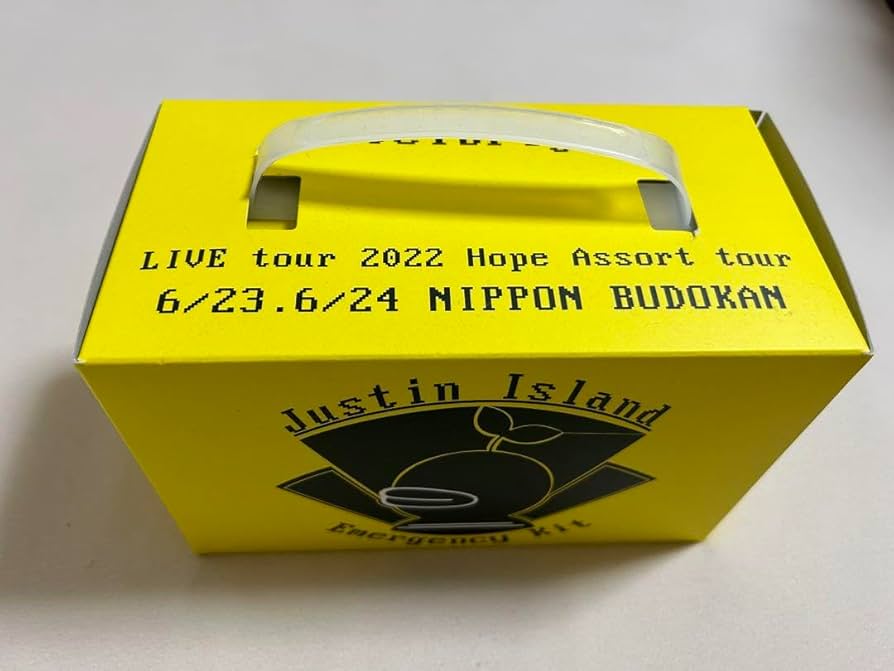 LIVE tour 2022 Hope Assort tour
6/23.6/24 NIPPON BUDOKAN
Justin Island
Emergency Kit